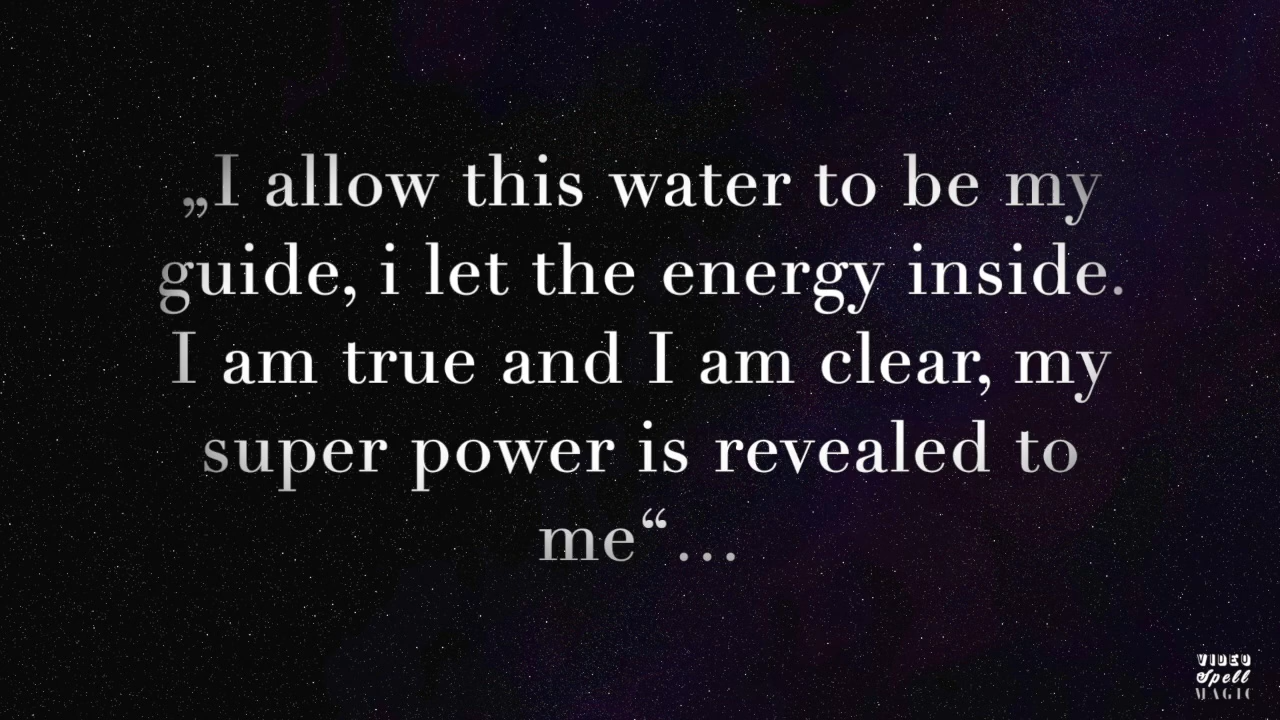 „I allow this water to be my
guide, i let the energy inside.
I am true and I am clear, my
super power is revealed to
me“...
VIDEO
Spell
MAGIC